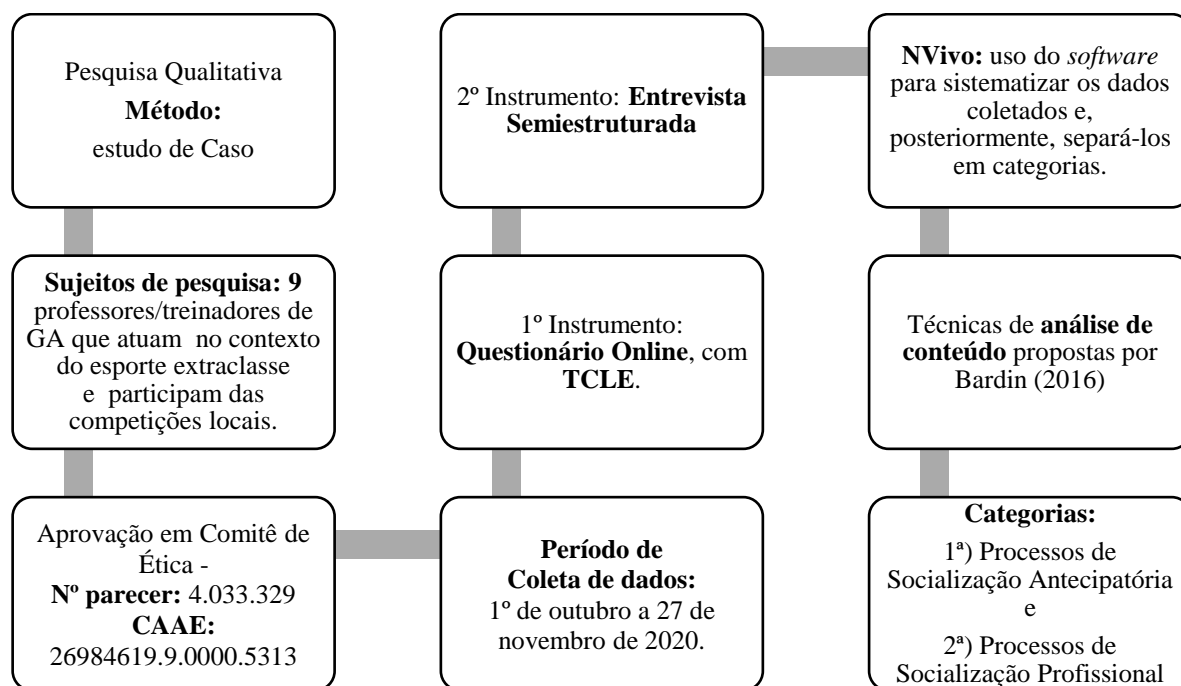 Pesquisa Qualitativa
Método:
estudo de Caso
Sujeitos de pesquisa: 9
professores/treinadores de
GA que atuam no contexto
do esporte extraclasse
e participam das
competições locais.
Aprovação em Comitê de
Ética -
Nº parecer: 4.033.329
CAAE:
26984619.9.0000.5313
Período de
Coleta de dados:
1º de outubro a 27 de
novembro de 2020.
1º Instrumento:
Questionário Online, com
TCLE.
2º Instrumento: Entrevista
Semiestruturada
NVivo: uso do software
para sistematizar os dados
coletados e,
posteriormente, separá-los
em categorias.
Técnicas de análise de
conteúdo propostas por
Bardin (2016)
Categorias:
1ª) Processos de
Socialização Antecipatória
e
2ª) Processos de
Socialização Profissional